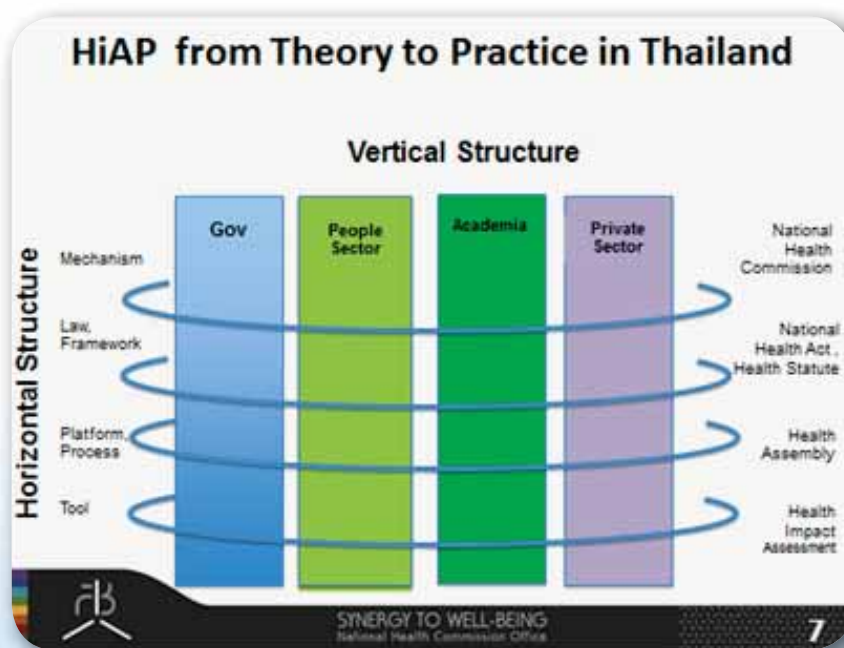 HiAP from Theory to Practice in Thailand
Vertical Structure
Horizontal Structure
Gov
People
Sector
Academia
Private
Sector
Mechanism
Law,
Framework
Platform,
Process
Tool
National
Health
Commission
National
Health Act ,
Health Statute
Health
Assembly
Health
Impact
Assessment
SYNERGY TO WELL-BEING
National Health Commission Office
7